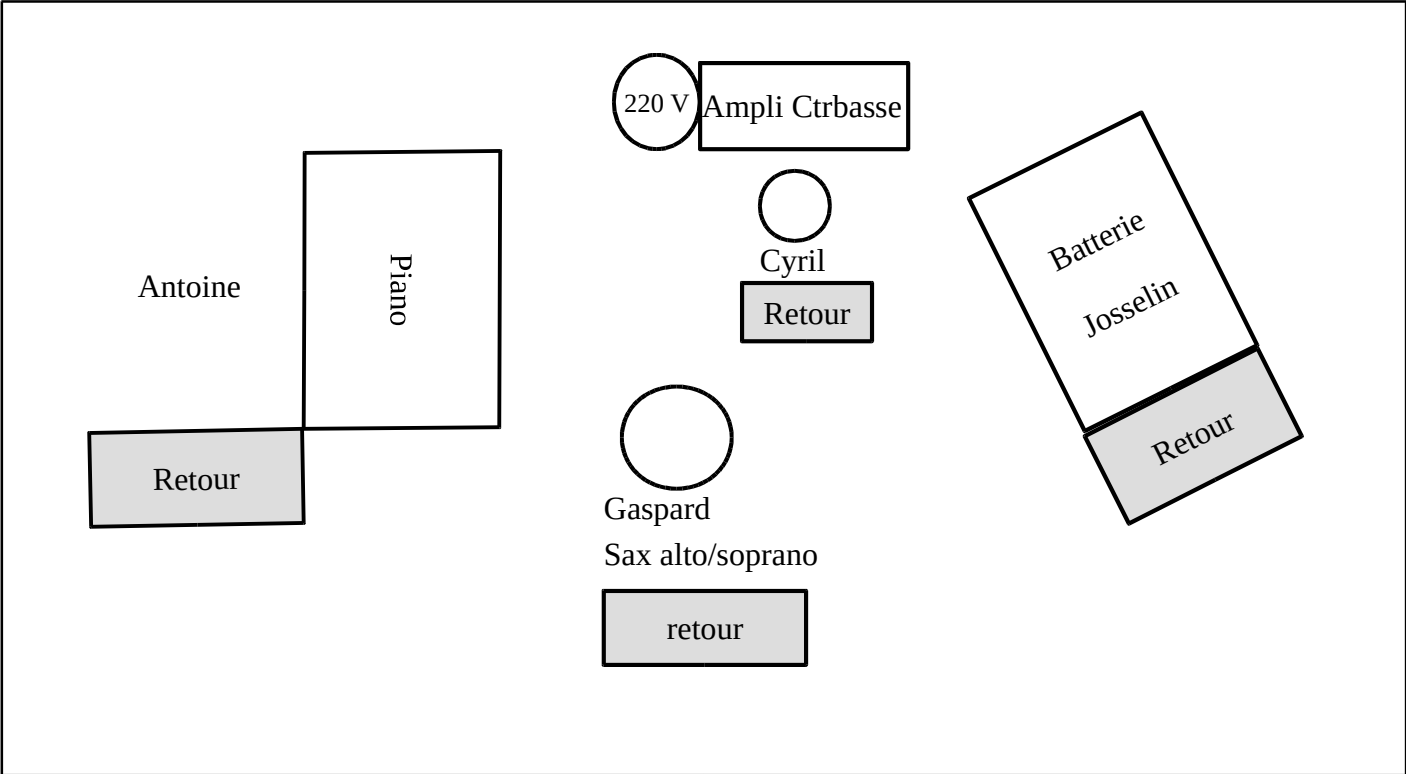 220 V
Ampli Ctrbasse
Cyril
Retour
Antoine
Piano
Retour
Batterie
Josselin
Retour
Gaspard
Sax alto/soprano
retour